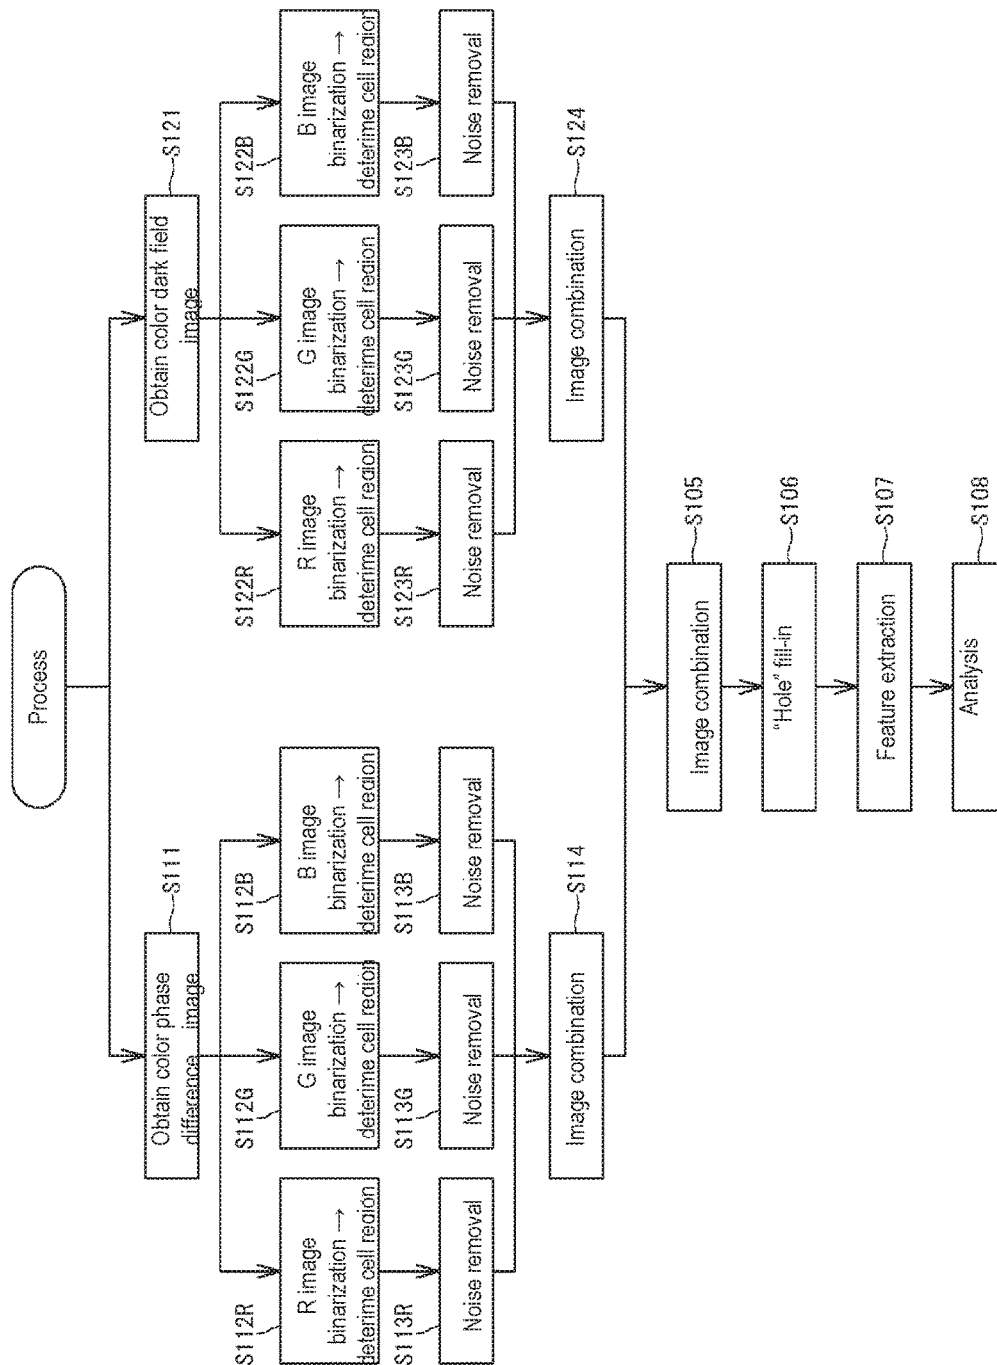 Process
Obtain color phase
difference image
S111
Obtain color dark field
image
S121
S112R
R image
binarization →
deterime cell region
S112G
G image
binarization →
deterime cell region
S112B
B image
binarization →
deterime cell region
S122R
R image
binarization →
deterime cell region
S122G
G image
binarization →
deterime cell region
S122B
B image
binarization →
deterime cell region
S113R
Noise removal
S113G
Noise removal
S113B
Noise removal
S123R
Noise removal
S123G
Noise removal
S123B
Noise removal
Image combination
S114
Image combination
S124
Image combination
S105
"Hole" fill-in
S106
Feature extraction
S107
Analysis
S108